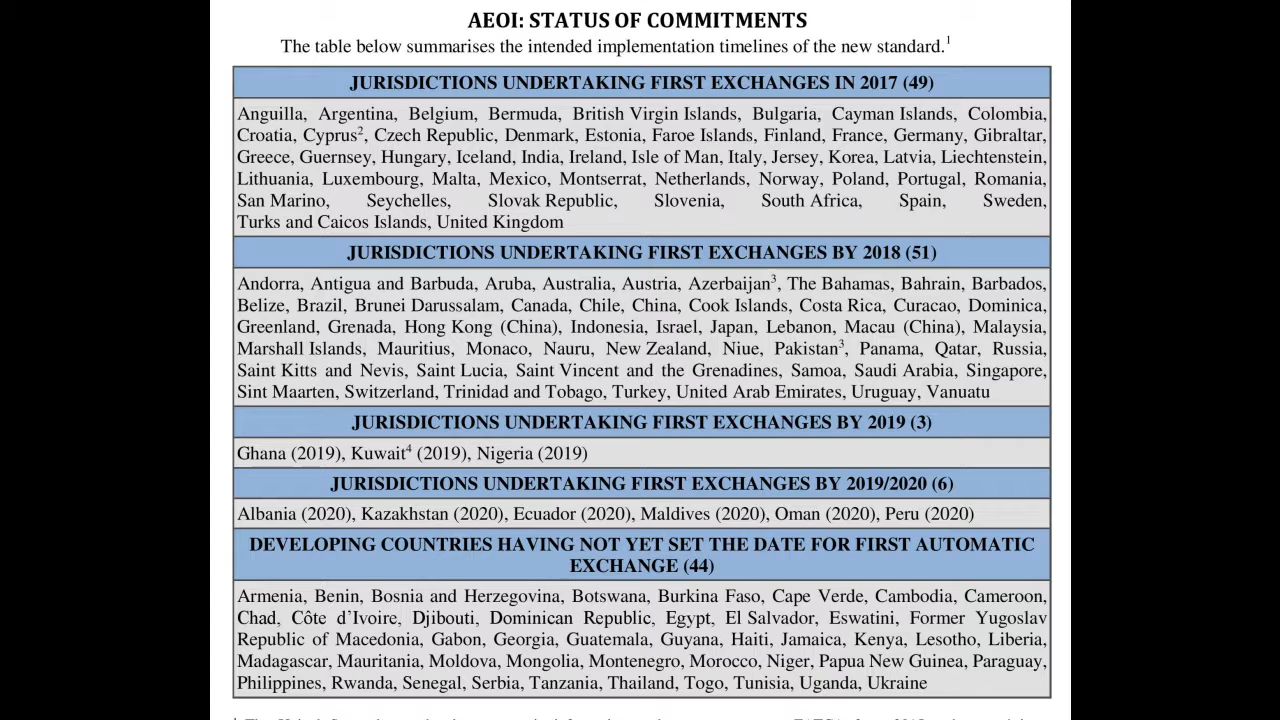 AEOI: STATUS OF COMMITMENTS
The table below summarises the intended implementation timelines of the new standard.1
JURISDICTIONS UNDERTAKING FIRST EXCHANGES IN 2017 (49)
Anguilla, Argentina, Belgium, Bermuda, British Virgin Islands, Bulgaria, Cayman Islands, Colombia,
Croatia, Cyprus2, Czech Republic, Denmark, Estonia, Faroe Islands, Finland, France, Germany, Gibraltar,
Greece, Guernsey, Hungary, Iceland, India, Ireland, Isle of Man, Italy, Jersey, Korea, Latvia, Liechtenstein,
Lithuania, Luxembourg, Malta, Mexico, Montserrat, Netherlands, Norway, Poland, Portugal, Romania,
San Marino, Seychelles, Slovak Republic, Slovenia, South Africa, Spain, Sweden,
Turks and Caicos Islands, United Kingdom
JURISDICTIONS UNDERTAKING FIRST EXCHANGES BY 2018 (51)
Andorra, Antigua and Barbuda, Aruba, Australia, Austria, Azerbaijan3, The Bahamas, Bahrain, Barbados,
Belize, Brazil, Brunei Darussalam, Canada, Chile, China, Cook Islands, Costa Rica, Curacao, Dominica,
Greenland, Grenada, Hong Kong (China), Indonesia, Israel, Japan, Lebanon, Macau (China), Malaysia,
Marshall Islands, Mauritius, Monaco, Nauru, New Zealand, Niue, Pakistan3, Panama, Qatar, Russia,
Saint Kitts and Nevis, Saint Lucia, Saint Vincent and the Grenadines, Samoa, Saudi Arabia, Singapore,
Sint Maarten, Switzerland, Trinidad and Tobago, Turkey, United Arab Emirates, Uruguay, Vanuatu
JURISDICTIONS UNDERTAKING FIRST EXCHANGES BY 2019 (3)
Ghana (2019), Kuwait4 (2019), Nigeria (2019)
JURISDICTIONS UNDERTAKING FIRST EXCHANGES BY 2019/2020 (6)
Albania (2020), Kazakhstan (2020), Ecuador (2020), Maldives (2020), Oman (2020), Peru (2020)
DEVELOPING COUNTRIES HAVING NOT YET SET THE DATE FOR FIRST AUTOMATIC
EXCHANGE (44)
Armenia, Benin, Bosnia and Herzegovina, Botswana, Burkina Faso, Cape Verde, Cambodia, Cameroon,
Chad, Côte d’Ivoire, Djibouti, Dominican Republic, Egypt, El Salvador, Eswatini, Former Yugoslav
Republic of Macedonia, Gabon, Georgia, Guatemala, Guyana, Haiti, Jamaica, Kenya, Lesotho, Liberia,
Madagascar, Mauritania, Moldova, Mongolia, Montenegro, Morocco, Niger, Papua New Guinea, Paraguay,
Philippines, Rwanda, Senegal, Serbia, Tanzania, Thailand, Togo, Tunisia, Uganda, Ukraine